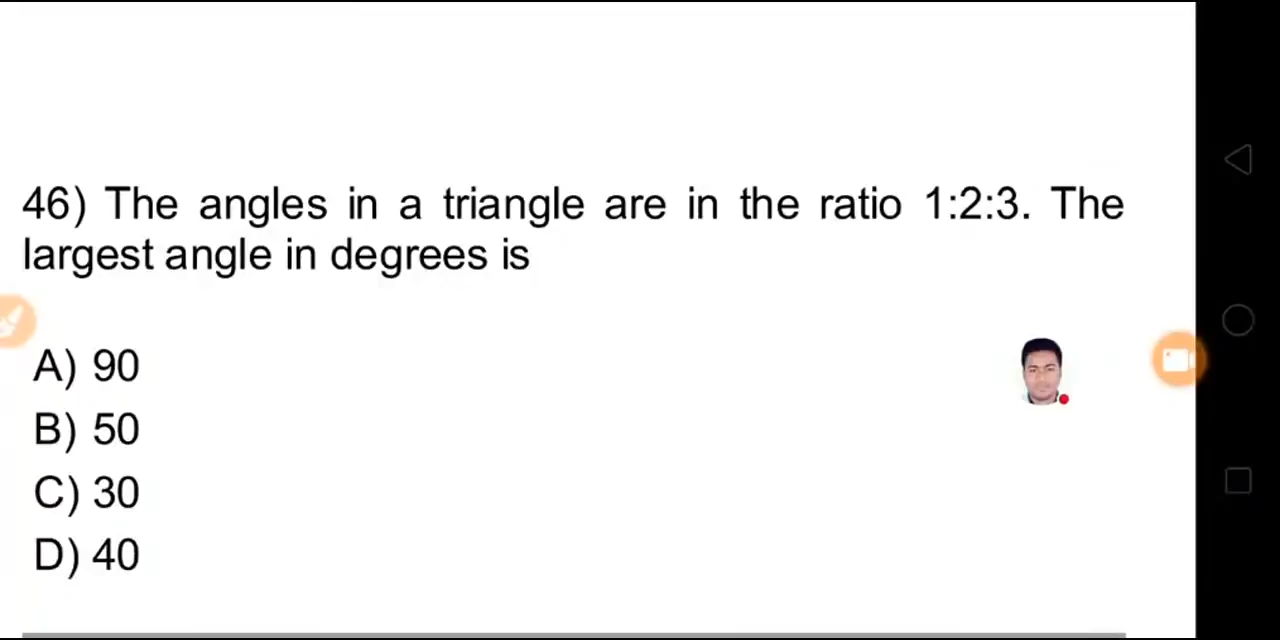 46) The angles in a triangle are in the ratio 1:2:3. The
largest angle in degrees is
A) 90
B) 50
C) 30
D) 40